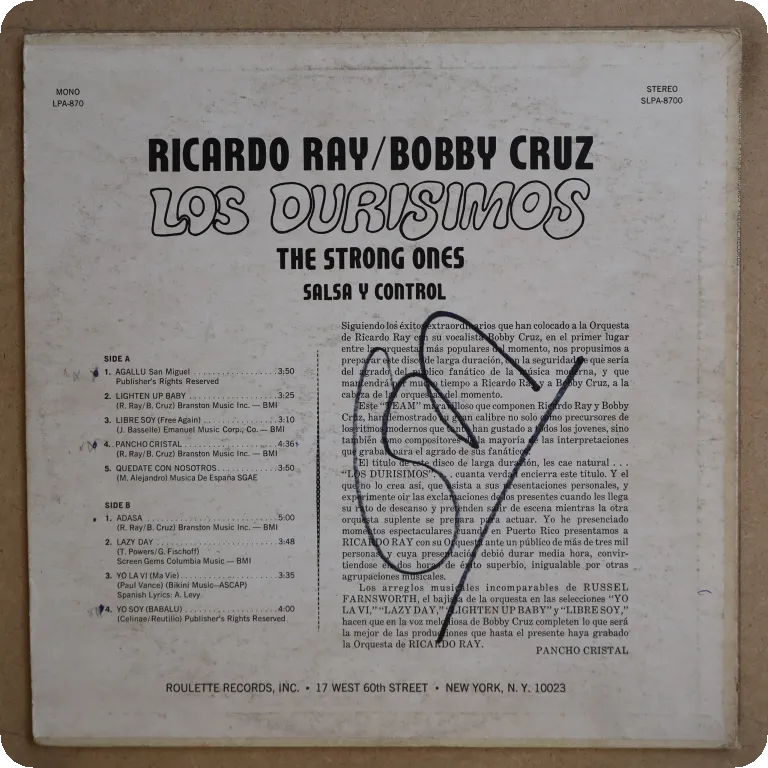 MONO
LPA-870
STEREO
SLPA-8700
RICARDO RAY/BOBBY CRUZ
LOS DURISIMOS
THE STRONG ONES
SALSA Y CONTROL
SIDE A
1. AGALLU San Miguel 3:50
Publisher's Rights Reserved
2. LIGHTEN UP BABY 3:25
(R. Ray/B. Cruz) Branston Music Inc. — BMI
3. LIBRE SOY (Free Again) 3:10
(J. Basselle) Emanuel Music Corp., Co. — BMI
4. PANCHO CRISTAL 4:36
(R. Ray/B. Cruz) Branston Music Inc. — BMI
5. QUEDATE CON NOSOTROS 3:50
(M. Alejandro) Musica De España SGAE
SIDE B
1. ADASA 5:00
(R. Ray/B. Cruz) Branston Music Inc. — BMI
2. LAZY DAY 3:48
(T. Powers/G. Fischoff)
Screen Gems Columbia Music — BMI
3. YO LA VI (Ma Vie) 3:35
(Paul Vance) (Bikini Music—ASCAP)
Spanish Lyrics: A. Levy
4. YO SOY (BABALU) 4:00
(Celinae/Reutilio) Publisher's Rights Reserved
Siguiendo los éxitos extraordinarios que han colocado a la Orquesta
de Ricardo Ray con su vocalista Bobby Cruz, en el primer lugar
entre las orquestas más populares del momento, nos propusimos a
preparar este disco de larga duración, con la seguridad que sería
del agrado del público fanático de la música moderna, y que
mantendrá por mucho tiempo a Ricardo Ray y a Bobby Cruz, a la
cabeza de las orquestas del momento.
Este "TEAM" maravilloso que componen Ricardo Ray y Bobby
Cruz, han demostrado su gran calibre no solo como precursores de
los ritmos modernos que tanto han gustado a todos los jovenes, sino
también como compositores de la mayoría de las interpretaciones
que graban para el agrado de sus fanáticos.
El título de este disco de larga duración, les cae natural . . .
"LOS DURISIMOS" . . . cuanta verdad encierra este título. Y el
que no lo crea así, que asista a sus presentaciones personales, y
experimente oir las exclamaciones de los presentes cuando les llega
su rato de descanso y pretenden salir de escena mientras la otra
orquesta suplente se prepara para actuar. Yo he presenciado
momentos espectaculares cuando en Puerto Rico presentamos a
RICARDO RAY con su Orquesta ante un público de más de tres mil
personas, y cuya presentación debió durar media hora, convir-
tiendose en dos horas de éxito superbio, inigualable por otras
agrupaciones musicales.
Los arreglos musicales incomparables de RUSSEL
FARNSWORTH, el bajista de la orquesta en las selecciones "YO
LA VI," "LAZY DAY," "LIGHTEN UP BABY" y "LIBRE SOY,"
hacen que en la voz melodiosa de Bobby Cruz completen lo que será
la mejor de las producciones que hasta el presente haya grabado
la Orquesta de RICARDO RAY.
PANCHO CRISTAL
ROULETTE RECORDS, INC. • 17 WEST 60th STREET • NEW YORK, N. Y. 10023